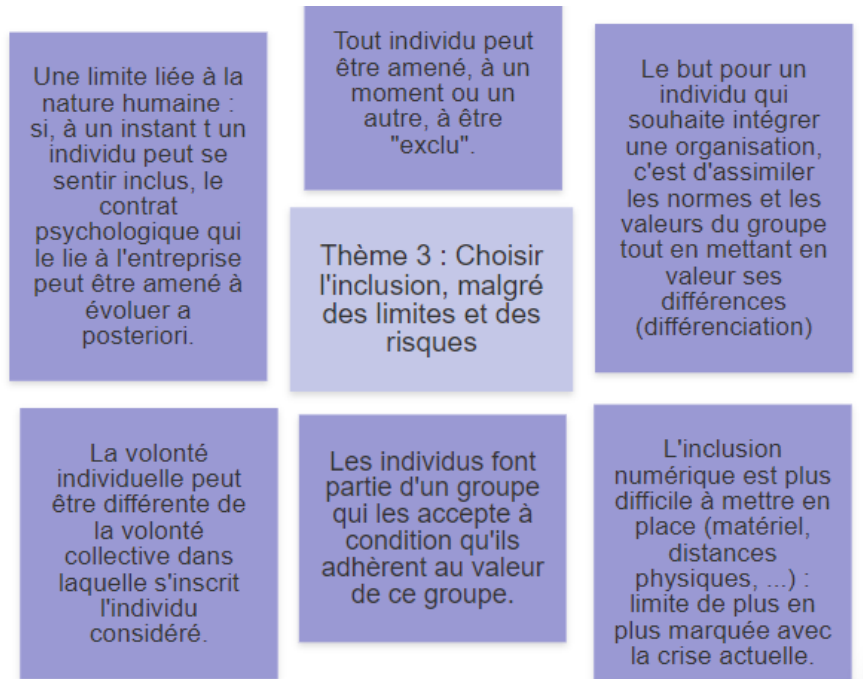 Une limite liée à la
nature humaine :
si, à un instant t un
individu peut se
sentir inclus, le
contrat
psychologique qui
le lie à l'entreprise
peut être amené à
évoluer a
posteriori.
Tout individu peut
être amené, à un
moment ou un
autre, à être
"exclu".
Le but pour un
individu qui
souhaite intégrer
une organisation,
c'est d'assimiler
les normes et les
valeurs du groupe
tout en mettant en
valeur ses
différences
(différenciation)
Thème 3 : Choisir
l'inclusion, malgré
des limites et des
risques
La volonté
individuelle peut
être différente de
la volonté
collective dans
laquelle s'inscrit
l'individu
considéré.
Les individus font
partie d'un groupe
qui les accepte à
condition qu'ils
adhèrent au valeur
de ce groupe.
L'inclusion
numérique est plus
difficile à mettre en
place (matériel,
distances
physiques, ...) :
limite de plus en
plus marquée avec
la crise actuelle.